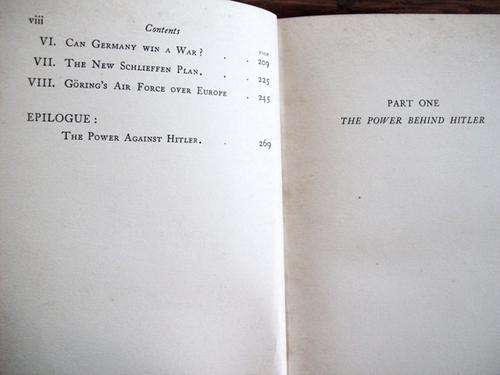 viii
Contents
PAGE
VI. CAN GERMANY WIN A WAR? . . 209
VII. THE NEW SCHLIEFFEN PLAN. . . 225
VIII. GÖRING'S AIR FORCE OVER EUROPE . 245
EPILOGUE:
THE POWER AGAINST HITLER. . . 269
PART ONE
THE POWER BEHIND HITLER